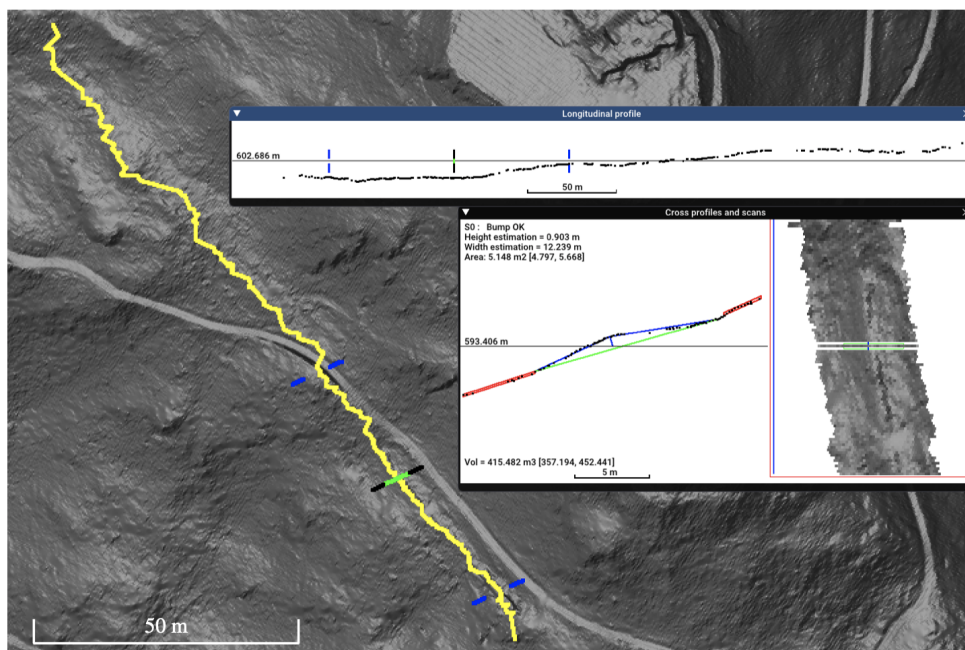 Longitudinal profile
602.686 m
50 m
Cross profiles and scans
S0 : Bump OK
Height estimation = 0.903 m
Width estimation = 12.239 m
Area: 5.148 m2 [4.797, 5.668]
593.406 m
Vol = 415.482 m3 [357.194, 452.441]
5 m
50 m